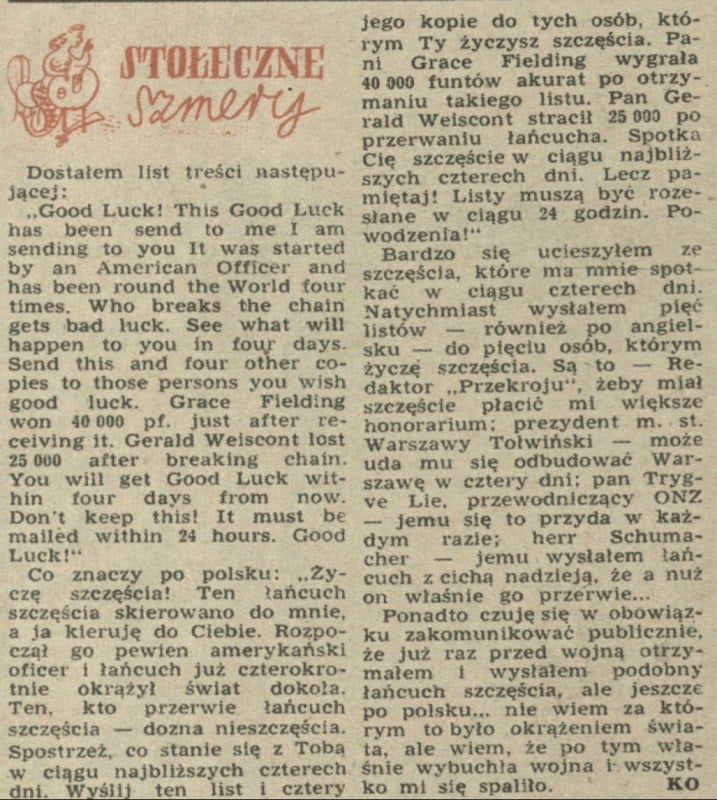 STOŁECZNE
Szmery
Dostałem list treści następu-
jącej:
„Good Luck! This Good Luck
has been send to me I am
sending to you It was started
by an American Officer and
has been round the World four
times. Who breaks the chain
gets bad luck. See what will
happen to you in four days.
Send this and four other co-
pies to those persons you wish
good luck. Grace Fielding
won 40 000 pf. just after re-
ceiving it. Gerald Weiscont lost
25 000 after breaking chain.
You will get Good Luck wit-
hin four days from now.
Don't keep this! It must be
mailed within 24 hours. Good
Luck!“
Co znaczy po polsku: „Ży-
czę szczęścia! Ten łańcuch
szczęścia skierowano do mnie,
a ja kieruję do Ciebie. Rozpo-
czął go pewien amerykański
oficer i łańcuch już czterokro-
tnie okrążył świat dokoła.
Ten, kto przerwie łańcuch
szczęścia — dozna nieszczęścia.
Spostrzeż, co stanie się z Tobą
w ciągu najbliższych czterech
dni. Wyślij ten list i cztery
jego kopie do tych osób, któ-
rym Ty życzysz szczęścia. Pa-
ni Grace Fielding wygrała
40 000 funtów akurat po otrzy-
maniu takiego listu. Pan Ge-
rald Weiscont stracił 25 000 po
przerwaniu łańcucha. Spotka
Cię szczęście w ciągu najbliż-
szych czterech dni. Lecz pa-
miętaj! Listy muszą być roze-
słane w ciągu 24 godzin. Po-
wodzenia!“
Bardzo się ucieszyłem ze
szczęścia, które ma mnie spot-
kać w ciągu czterech dni.
Natychmiast wysłałem pięć
listów — również po angiel-
sku — do pięciu osób, którym
życzę szczęścia. Są to — Re-
daktor „Przekroju“, żeby miał
szczęście płacić mi większe
honorarium; prezydent m. st.
Warszawy Tołwiński — może
uda mu się odbudować War-
szawę w cztery dni; pan Tryg-
ve Lie, przewodniczący ONZ
— jemu się to przyda w każ-
dym razie; herr Schuma-
cher — jemu wysłałem łań-
cuch z cichą nadzieją, że a nuż
on właśnie go przerwie...
Ponadto czuję się w obowiąz-
ku zakomunikować publicznie,
że już raz przed wojną otrzy-
małem i wysłałem podobny
łańcuch szczęścia, ale jeszcze
po polsku... nie wiem za któ-
rym to było okrążeniem świa-
ta, ale wiem, że po tym wła-
śnie wybuchła wojna i wszyst-
ko mi się spaliło. KO